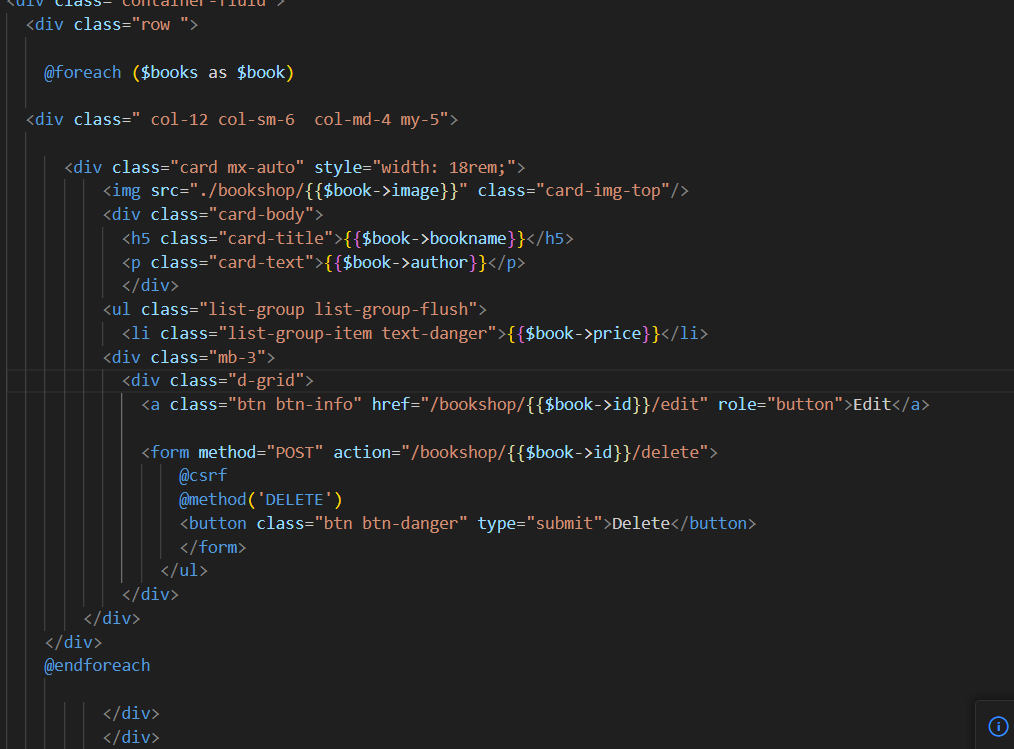 <div class="container-fluid">
<div class="row ">
@foreach ($books as $book)
<div class=" col-12 col-sm-6  col-md-4 my-5">
<div class="card mx-auto" style="width: 18rem;">
<img src="./bookshop/{{$book->image}}" class="card-img-top"/>
<div class="card-body">
<h5 class="card-title">{{$book->bookname}}</h5>
<p class="card-text">{{$book->author}}</p>
</div>
<ul class="list-group list-group-flush">
<li class="list-group-item text-danger">{{$book->price}}</li>
<div class="mb-3">
<div class="d-grid">
<a class="btn btn-info" href="/bookshop/{{$book->id}}/edit" role="button">Edit</a>
<form method="POST" action="/bookshop/{{$book->id}}/delete">
@csrf
@method('DELETE')
<button class="btn btn-danger" type="submit">Delete</button>
</form>
</ul>
</div>
</div>
</div>
@endforeach
</div>
</div>